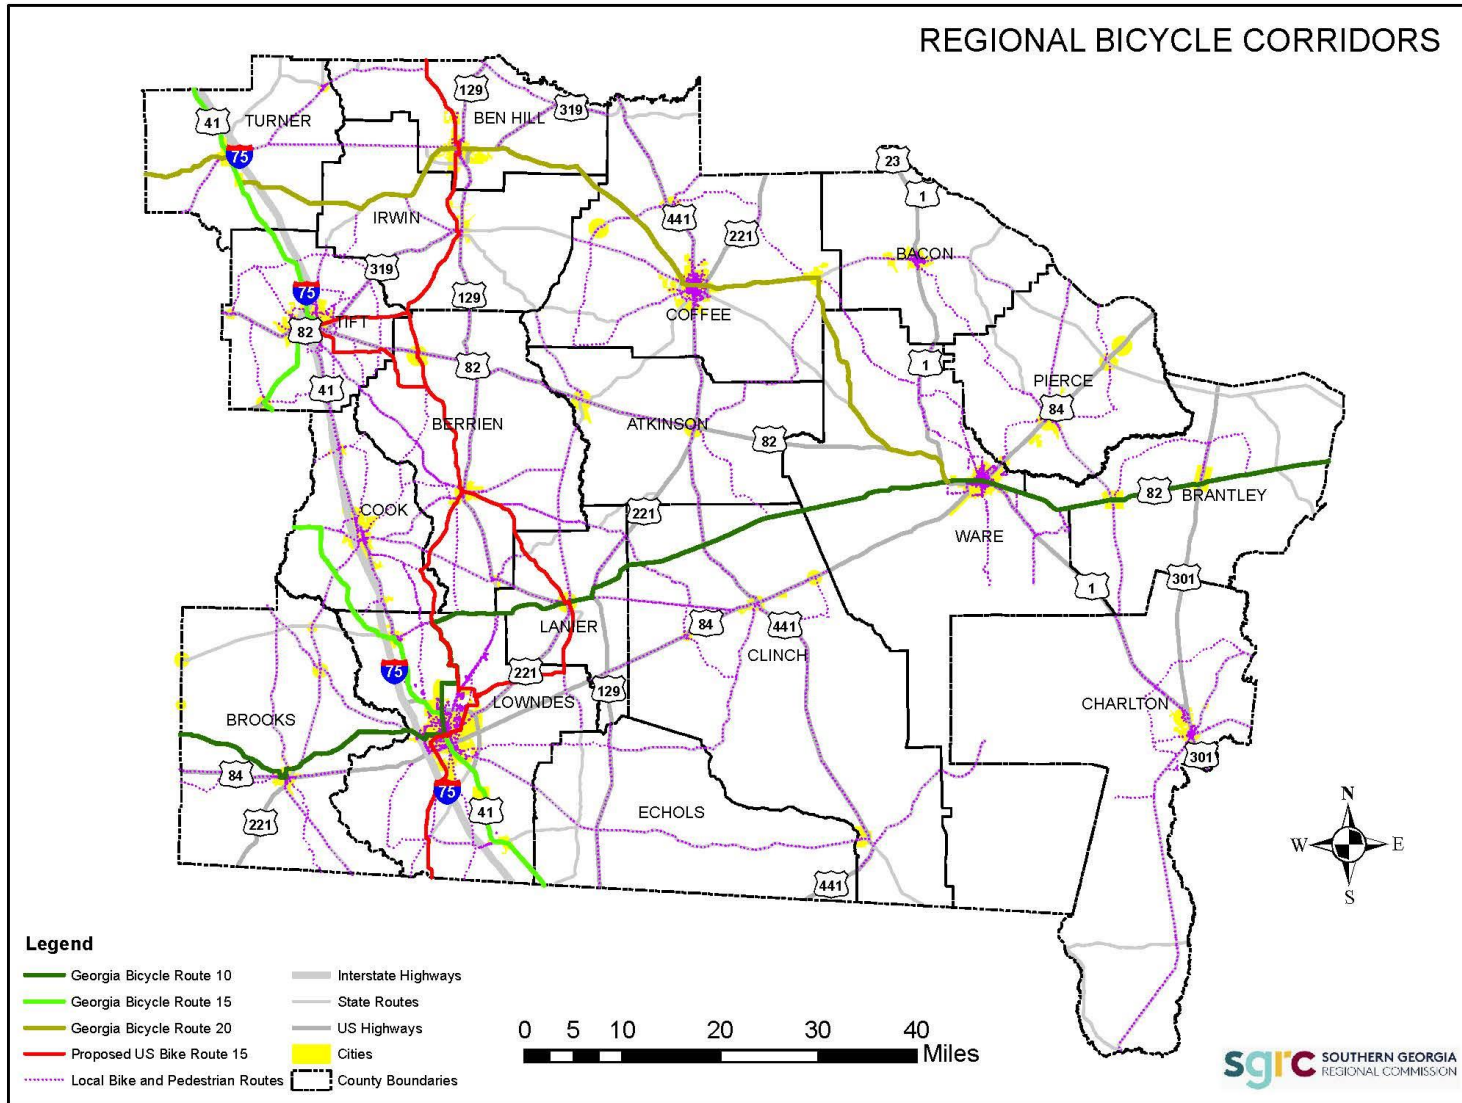 REGIONAL BICYCLE CORRIDORS
129
41
TURNER
BEN HILL
319
75
23
1
IRWIN
441
221
BACON
319
75
129
COFFEE
82
TIFT
1
82
41
PIERCE
84
BERRIEN
ATKINSON
82
82
BRANTLEY
COOK
221
WARE
301
1
LANIER
84
441
CLINCH
75
221
129
LOWNDES
CHARLTON
BROOKS
301
84
75
41
ECHOLS
221
441
N
W
E
S
Legend
Georgia Bicycle Route 10
Georgia Bicycle Route 15
Georgia Bicycle Route 20
Proposed US Bike Route 15
Local Bike and Pedestrian Routes
Interstate Highways
State Routes
US Highways
Cities
County Boundaries
0 5 10 20 30 40
Miles
sgrc
SOUTHERN GEORGIA
REGIONAL COMMISSION